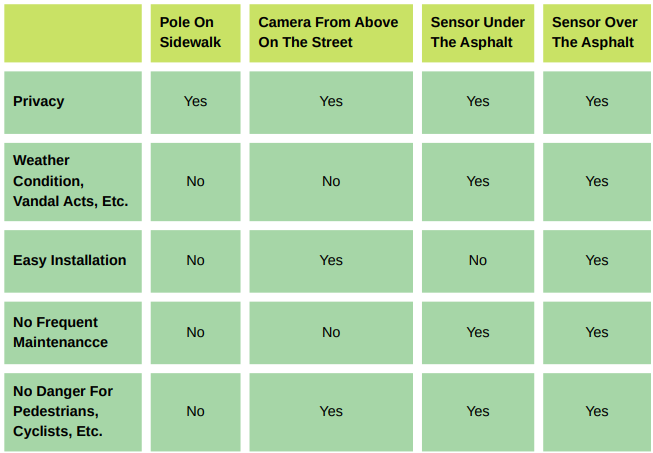 Pole On
Sidewalk
Camera From Above
On The Street
Sensor Under
The Asphalt
Sensor Over
The Asphalt
Privacy
Yes
Yes
Yes
Yes
Weather
Condition,
Vandal Acts, Etc.
No
No
Yes
Yes
Easy Installation
No
Yes
No
Yes
No Frequent
Maintenancce
No
No
Yes
Yes
No Danger For
Pedestrians,
Cyclists, Etc.
No
Yes
Yes
Yes